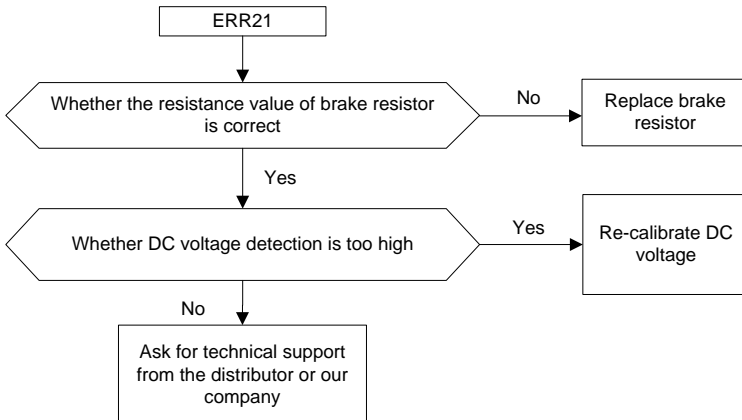 ERR21
Whether the resistance value of brake resistor
is correct
No
Replace brake
resistor
Yes
Whether DC voltage detection is too high
Yes
Re-calibrate DC
voltage
No
Ask for technical support
from the distributor or our
company